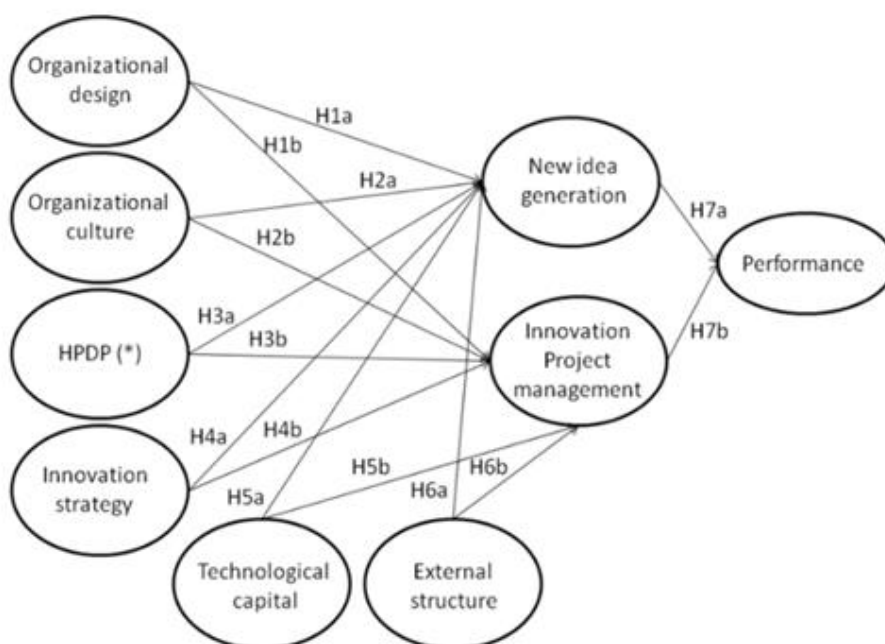 Organizational
design
H1a
H1b
New idea
generation
Organizational
culture
H2a
H2b
H7a
Performance
HPDP (*)
H3a
H3b
Innovation
Project
management
H7b
Innovation
strategy
H4a
H4b
H5a
H5b
H6a
H6b
Technological
capital
External
structure